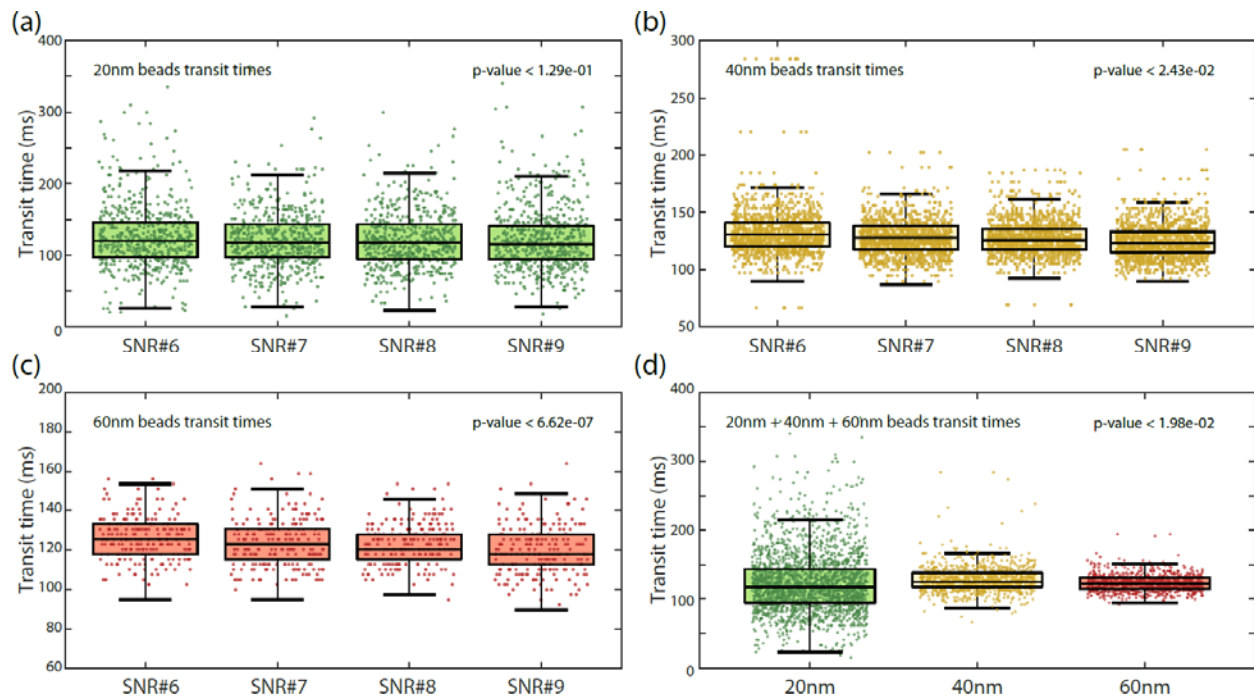 (a)
400
300
200
100
0
Transit time (ms)
20nm beads transit times
p-value < 1.29e-01
SNR#6
SNR#7
SNR#8
SNR#9
(b)
300
250
200
150
100
50
Transit time (ms)
40nm beads transit times
p-value < 2.43e-02
SNR#6
SNR#7
SNR#8
SNR#9
(c)
200
180
160
140
120
100
80
60
Transit time (ms)
60nm beads transit times
p-value < 6.62e-07
SNR#6
SNR#7
SNR#8
SNR#9
(d)
400
300
200
100
0
Transit time (ms)
20nm + 40nm + 60nm beads transit times
p-value < 1.98e-02
20nm
40nm
60nm